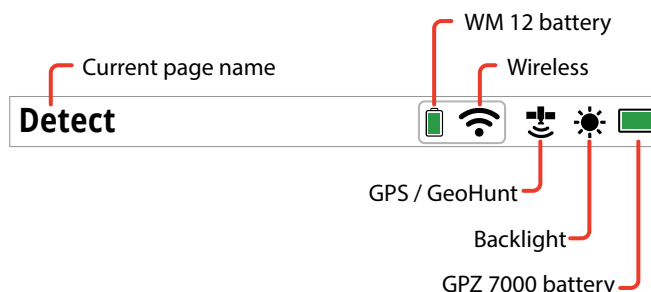 WM 12 battery
Current page name
Wireless
Detect
GPS / GeoHunt
Backlight
GPZ 7000 battery